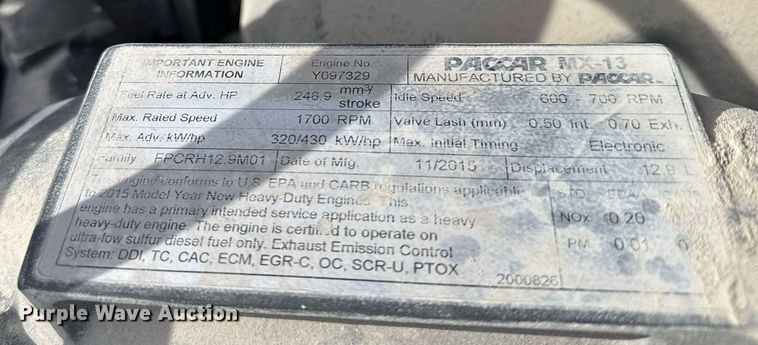 IMPORTANT ENGINE INFORMATION
Engine No. Y097329
PACCAR MX-13
MANUFACTURED BY PACCAR
Fuel Rate at Adv. HP 248.9 mm³/stroke
Idle Speed 600 - 700 RPM
Max. Rated Speed 1700 RPM
Valve Lash (mm) 0.50 Int. 0.70 Exh.
Max. Adv. kW/hp 320/430 kW/hp
Max. Initial Timing Electronic
Family FPCRH12.9M01
Date of Mfg. 11/2015
Displacement 12.9 L
engine conforms to U.S. EPA and CARB regulations applicable
to 2015 Model Year New Heavy-Duty Engines. This
engine has a primary intended service application as a heavy
heavy-duty engine. The engine is certified to operate on
ultra-low sulfur diesel fuel only. Exhaust Emission Control
System: DDI, TC, CAC, ECM, EGR-C, OC, SCR-U, PTOX
STD
NOx 0.20
PM 0.01
2000826
Purple Wave Auction